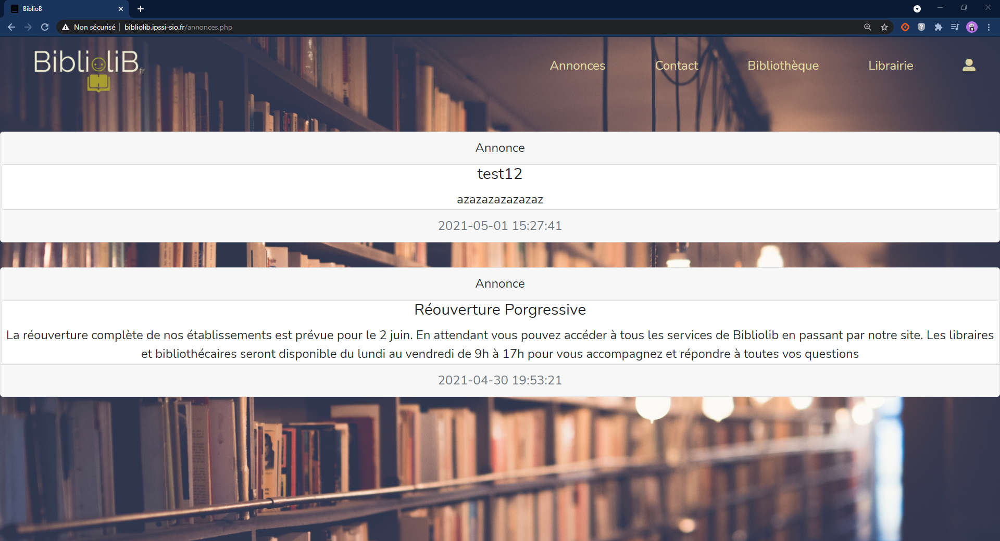 BiblioB
Non sécurisé | bibliolib.ipssi-sio.fr/annonces.php
BiblioliB.fr
Annonces
Contact
Bibliothèque
Librairie
Annonce
test12
azazazazazazaz
2021-05-01 15:27:41
Annonce
Réouverture Porgressive
La réouverture complète de nos établissements est prévue pour le 2 juin. En attendant vous pouvez accéder à tous les services de Bibliolib en passant par notre site. Les libraires
et bibliothécaires seront disponible du lundi au vendredi de 9h à 17h pour vous accompagnez et répondre à toutes vos questions
2021-04-30 19:53:21